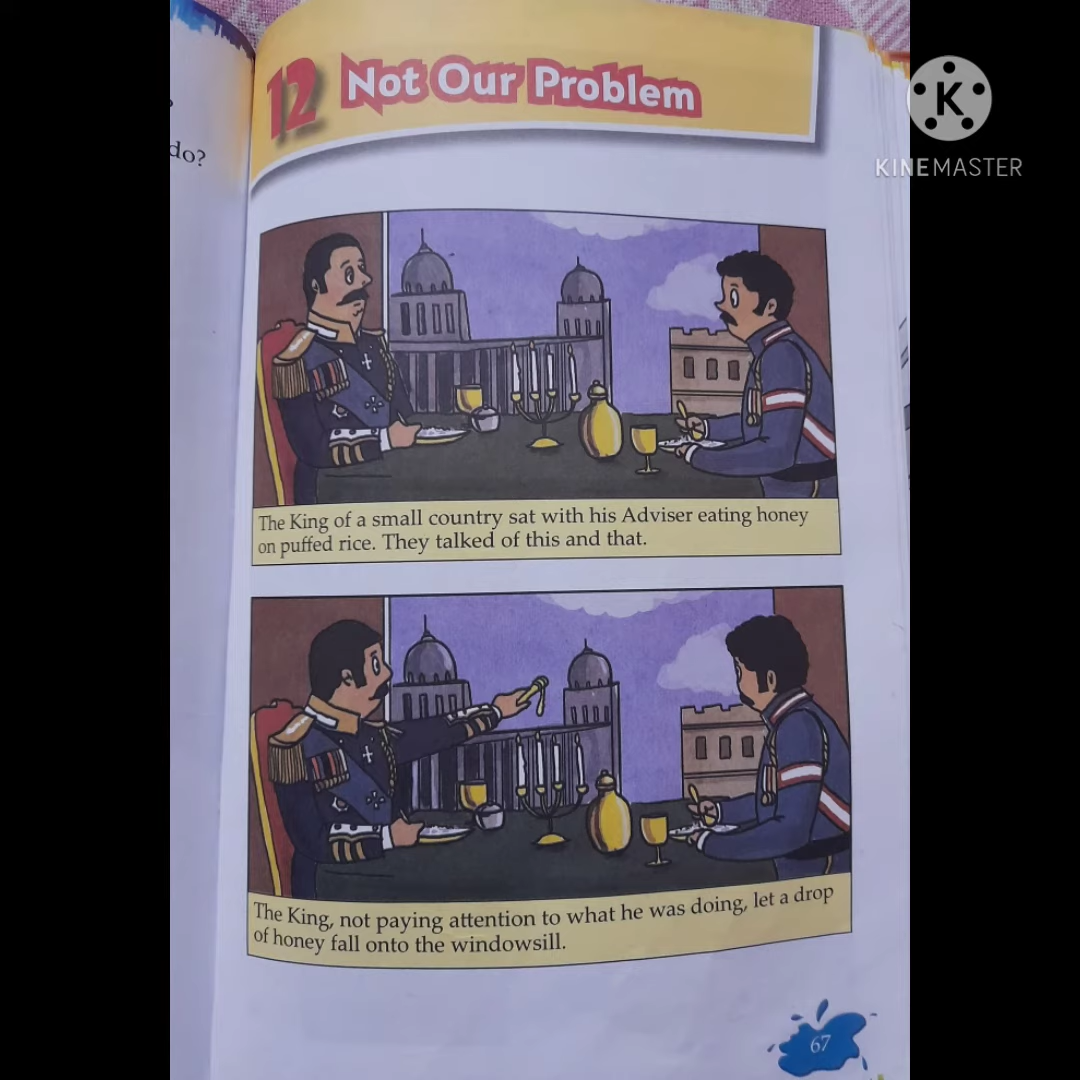 do?
12 Not Our Problem
K
KINEMASTER
The King of a small country sat with his Adviser eating honey
on puffed rice. They talked of this and that.
The King, not paying attention to what he was doing, let a drop
of honey fall onto the windowsill.
67